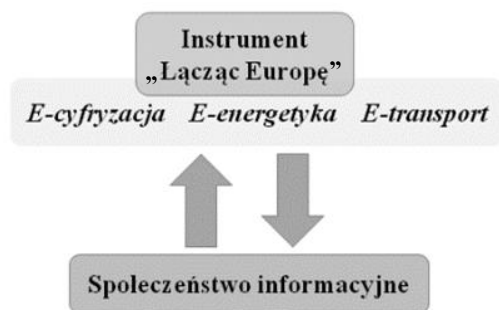 Instrument
„Łącząc Europę”
E-cyfryzacja E-energetyka E-transport
Społeczeństwo informacyjne